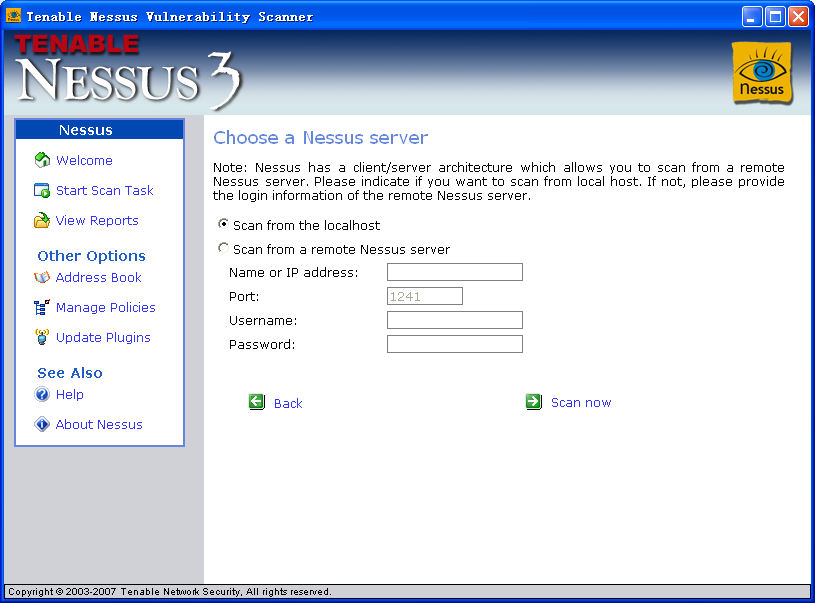 Tenable Nessus Vulnerability Scanner
TENABLE
NESSUS 3
Nessus
Nessus
Welcome
Start Scan Task
View Reports
Other Options
Address Book
Manage Policies
Update Plugins
See Also
Help
About Nessus
Choose a Nessus server
Note: Nessus has a client/server architecture which allows you to scan from a remote
Nessus server. Please indicate if you want to scan from local host. If not, please provide
the login information of the remote Nessus server.
Scan from the localhost
Scan from a remote Nessus server
Name or IP address:
Port: 1241
Username:
Password:
Back Scan now
Copyright © 2003-2007 Tenable Network Security, All rights reserved.